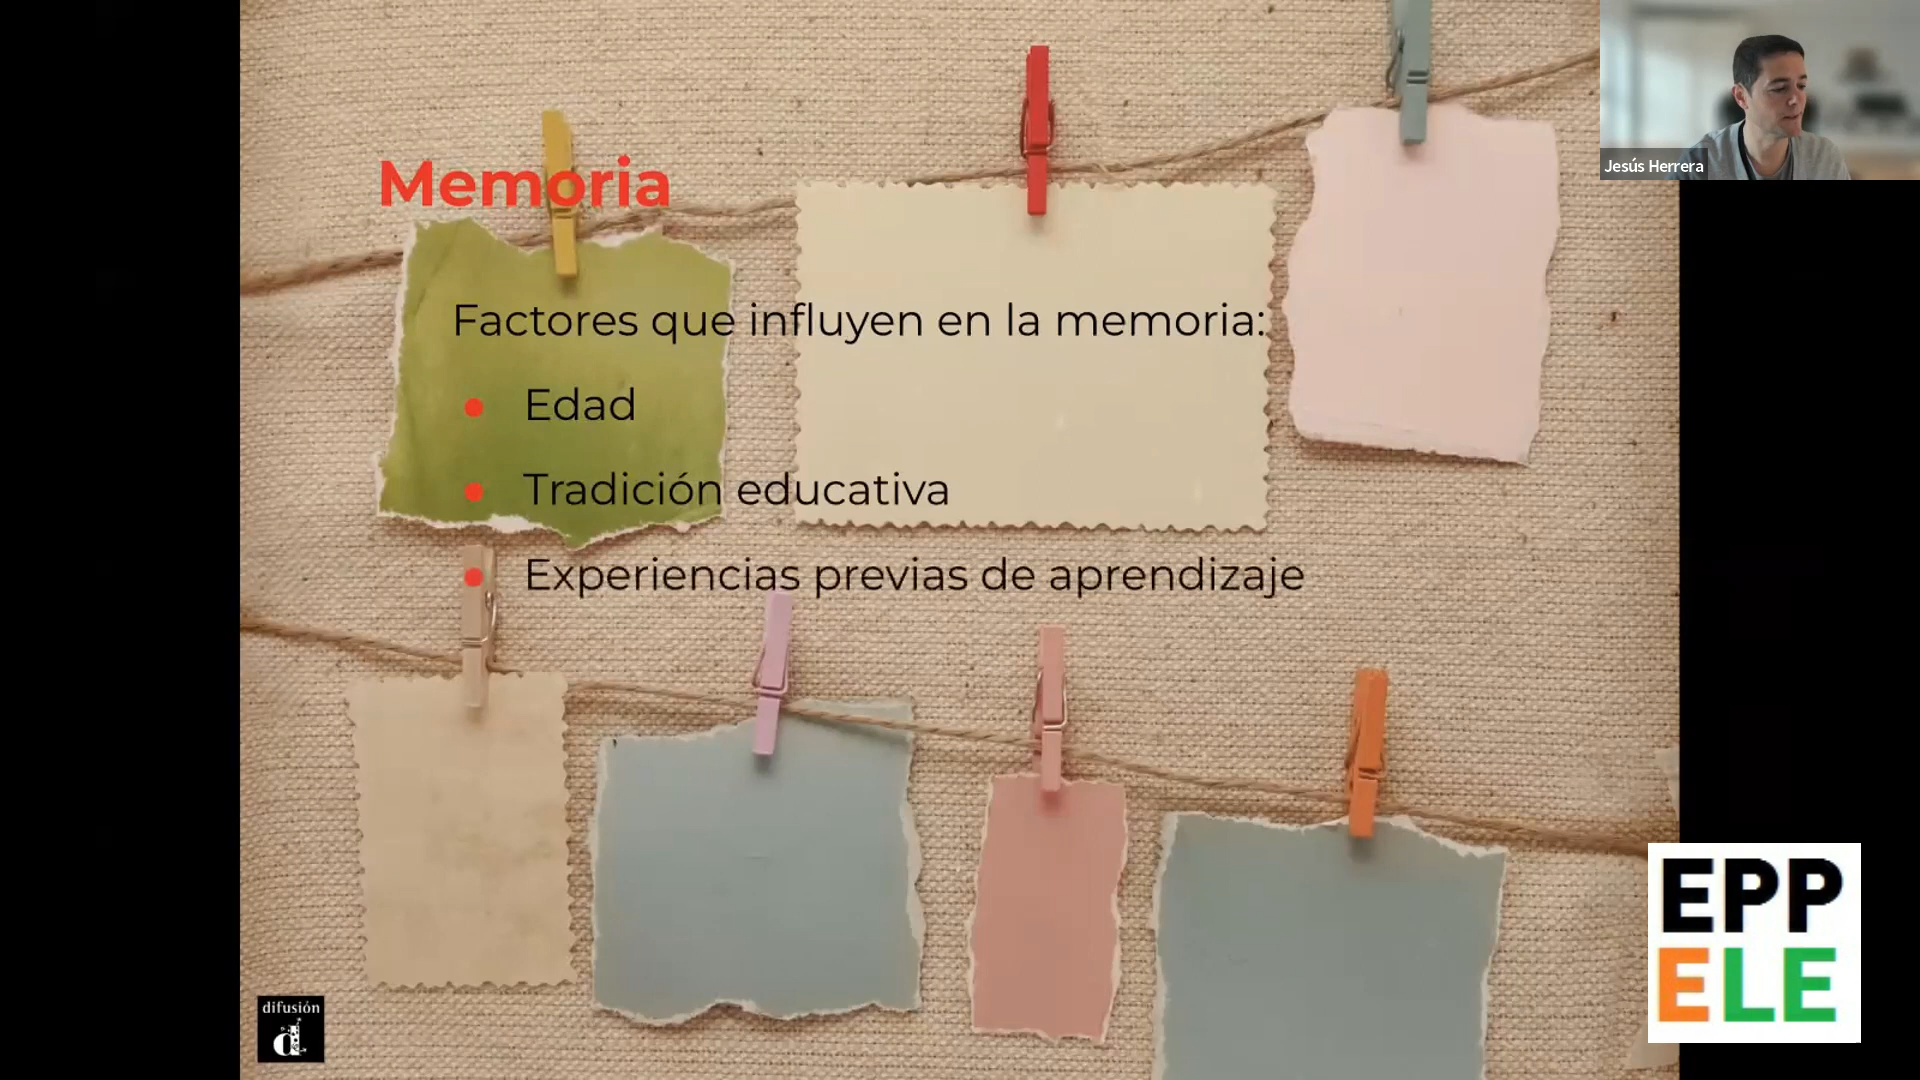 Jesús Herrera
Memoria
Factores que influyen en la memoria:
Edad
Tradición educativa
Experiencias previas de aprendizaje
difusión
d
EPP
ELE